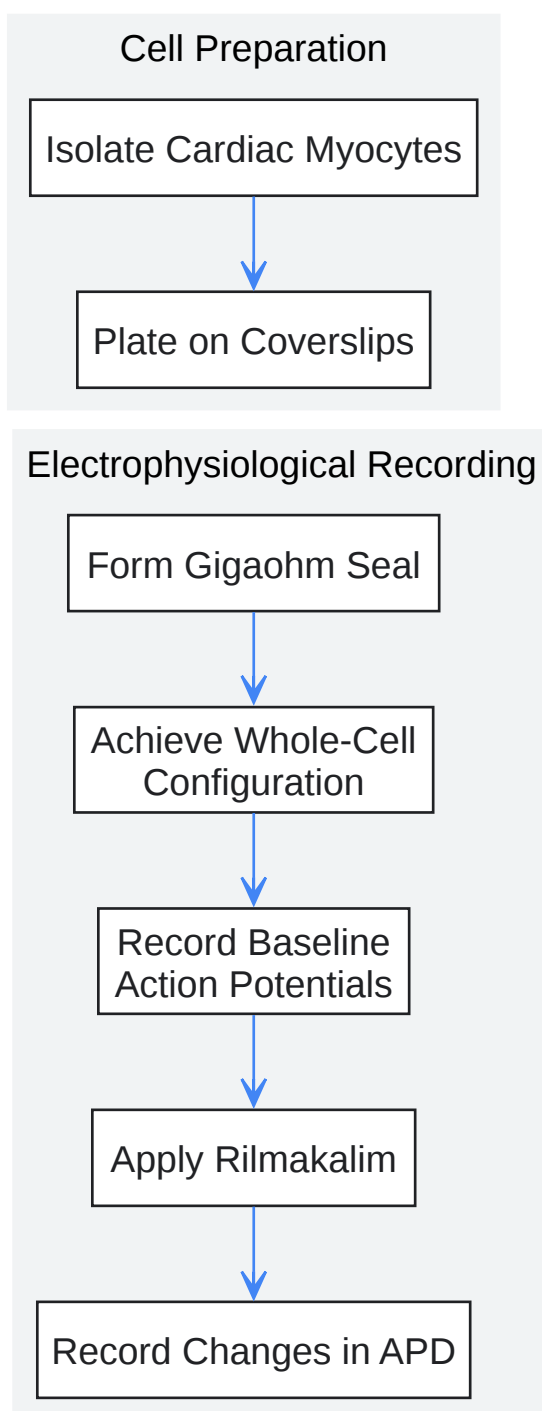 Cell Preparation
Isolate Cardiac Myocytes
Plate on Coverslips
Electrophysiological Recording
Form Gigaohm Seal
Achieve Whole-Cell
Configuration
Record Baseline
Action Potentials
Apply Rilmakalim
Record Changes in APD